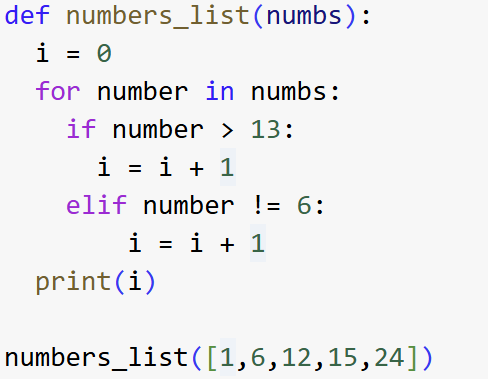 def numbers_list(numbs):
  i = 0
  for number in numbs:
    if number > 13:
      i = i + 1
    elif number != 6:
        i = i + 1
  print(i)

numbers_list([1,6,12,15,24])